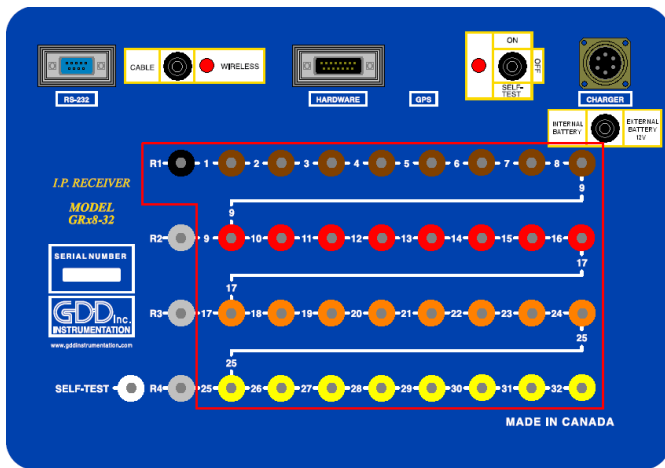 ON
OFF
CABLE
WIRELESS
SELF-
TEST
RS-232
HARDWARE
GPS
CHARGER
INTERNAL
BATTERY
EXTERNAL
BATTERY
12V
R1 1 2 3 4 5 6 7 8
9
I.P. RECEIVER
MODEL
GRx8-32
9
R2 9 10 11 12 13 14 15 16
17
SERIAL NUMBER
17
R3 17 18 19 20 21 22 23 24
GDD Inc.
INSTRUMENTATION
25
www.gddinstrumentation.com
25
SELF-TEST R4 25 26 27 28 29 30 31 32
MADE IN CANADA